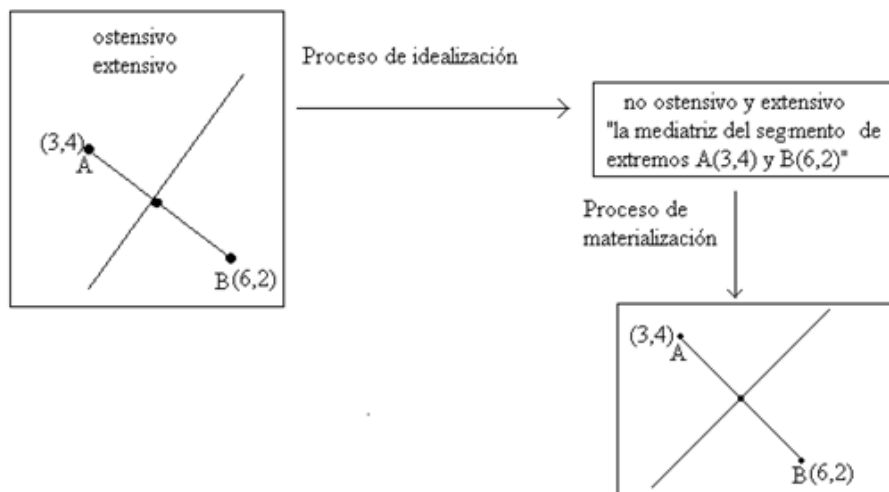 ostensivo
extensivo
(3,4)
A
B(6,2)
Proceso de idealización
no ostensivo y extensivo
"la mediatriz del segmento de
extremos A(3,4) y B(6,2)"
Proceso de
materialización
(3,4)
A
B(6,2)